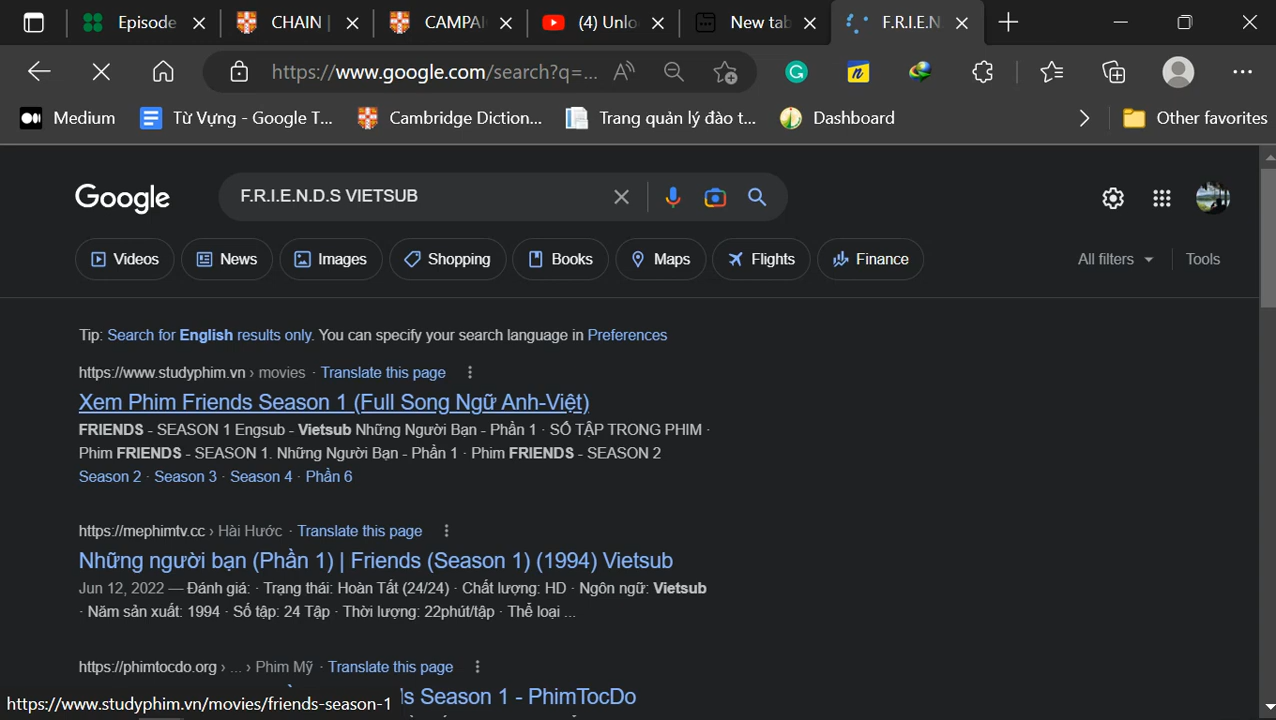 Episode
CHAIN |
CAMPAI
(4) Unlo
New tab
F.R.I.E.N.
https://www.google.com/search?q=...
Medium
Từ Vựng - Google T...
Cambridge Diction...
Trang quản lý đào t...
Dashboard
Other favorites
Google
F.R.I.E.N.D.S VIETSUB
Videos
News
Images
Shopping
Books
Maps
Flights
Finance
All filters
Tools
Tip: Search for English results only. You can specify your search language in Preferences
https://www.studyphim.vn › movies · Translate this page
Xem Phim Friends Season 1 (Full Song Ngữ Anh-Việt)
FRIENDS - SEASON 1 Engsub - Vietsub Những Người Bạn - Phần 1 · SỐ TẬP TRONG PHIM ·
Phim FRIENDS - SEASON 1. Những Người Bạn - Phần 1 · Phim FRIENDS - SEASON 2
Season 2 · Season 3 · Season 4 · Phần 6
https://mephimtv.cc › Hài Hước · Translate this page
Những người bạn (Phần 1) | Friends (Season 1) (1994) Vietsub
Jun 12, 2022 — Đánh giá: · Trạng thái: Hoàn Tất (24/24) · Chất lượng: HD · Ngôn ngữ: Vietsub
· Năm sản xuất: 1994 · Số tập: 24 Tập · Thời lượng: 22phút/tập · Thể loại ...
https://phimtocdo.org › ... › Phim Mỹ · Translate this page
ds Season 1 - PhimTocDo
https://www.studyphim.vn/movies/friends-season-1